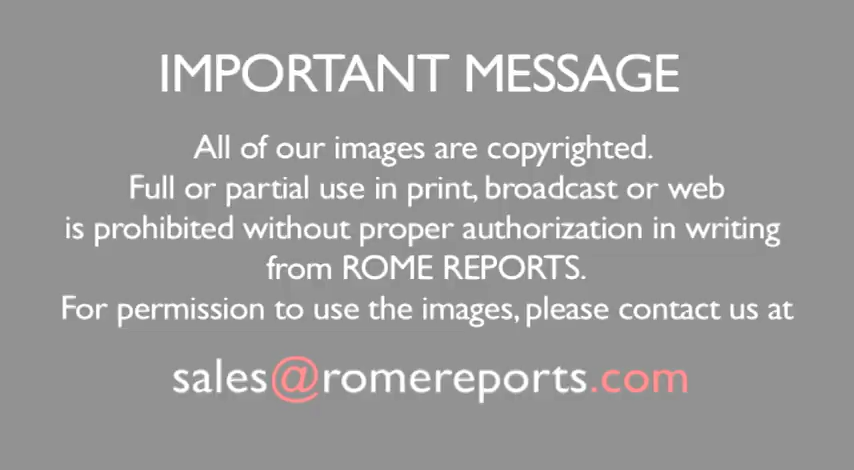 IMPORTANT MESSAGE
All of our images are copyrighted.
Full or partial use in print, broadcast or web
is prohibited without proper authorization in writing
from ROME REPORTS.
For permission to use the images, please contact us at
sales@romereports.com